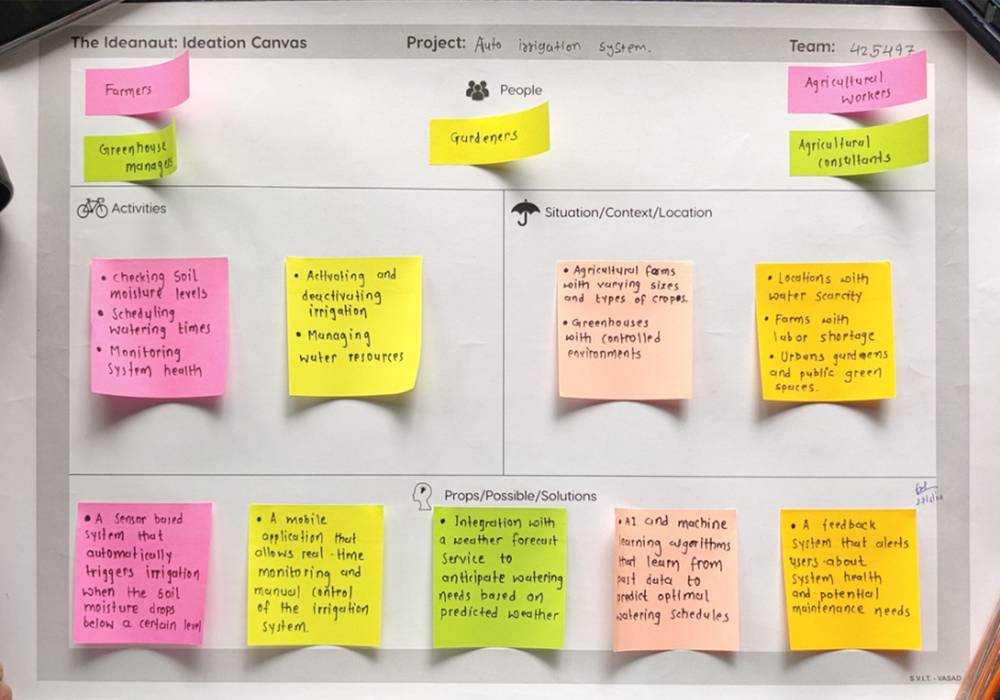 The Ideanaut: Ideation Canvas
Project: Auto irrigation system.
Team: 425497
Farmers
Greenhouse
managers
People
Gardeners
Agricultural
workers
Agricultural
Consultants
Activities
• checking Soil
moisture levels
• Scheduling
watering times
• Monitoring
System health
• Activating and
deactivating
irrigation
• Managing
water resources
Situation/Context/Location
• Agricultural farms
with varying sizes
and types of cropes.
• Greenhouses
with controlled
environments
• Locations with
water scarcity
• Farms with
labor shortage
• Urbans gardens
and public green
spaces.
Props/Possible/Solutions
• A Sensor based
system that
automatically
triggers irrigation
when the soil
moisture drops
below a certain level
• A mobile
application that
allows real-time
monitoring and
manual control
of the irrigation
system.
• Integration with
a weather forecast
service to
anticipate watering
needs based on
predicted weather
• AI and machine
learning algorithms
that learn from
past data to
predict optimal
watering schedules
• A feedback
system that alerts
users about
system health
and potential
maintenance needs
S.V.I.T. - VASAD